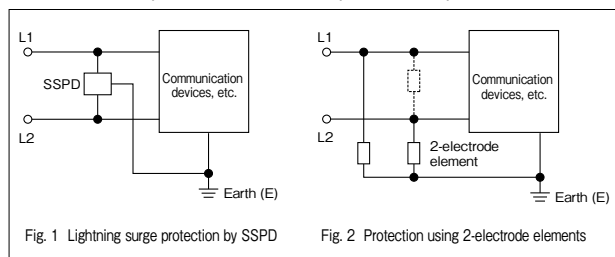 L1
SSPD
L2
Communication
devices, etc.
Earth (E)
Fig. 1 Lightning surge protection by SSPD
L1
L2
Communication
devices, etc.
2-electrode
element
Earth (E)
Fig. 2 Protection using 2-electrode elements